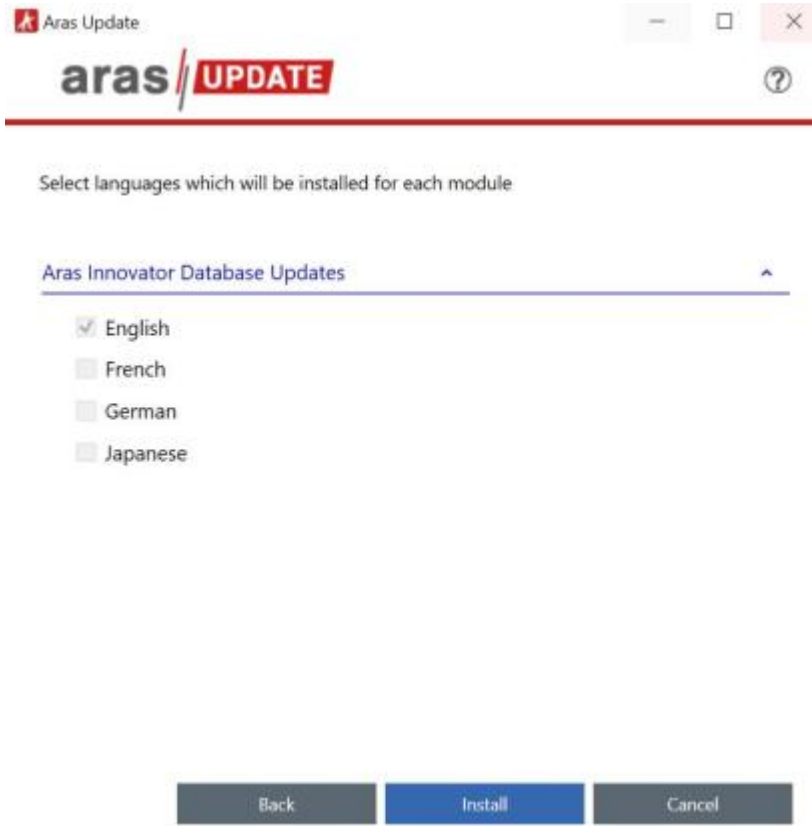 Aras Update
aras UPDATE
Select languages which will be installed for each module
Aras Innovator Database Updates
English
French
German
Japanese
Back Install Cancel